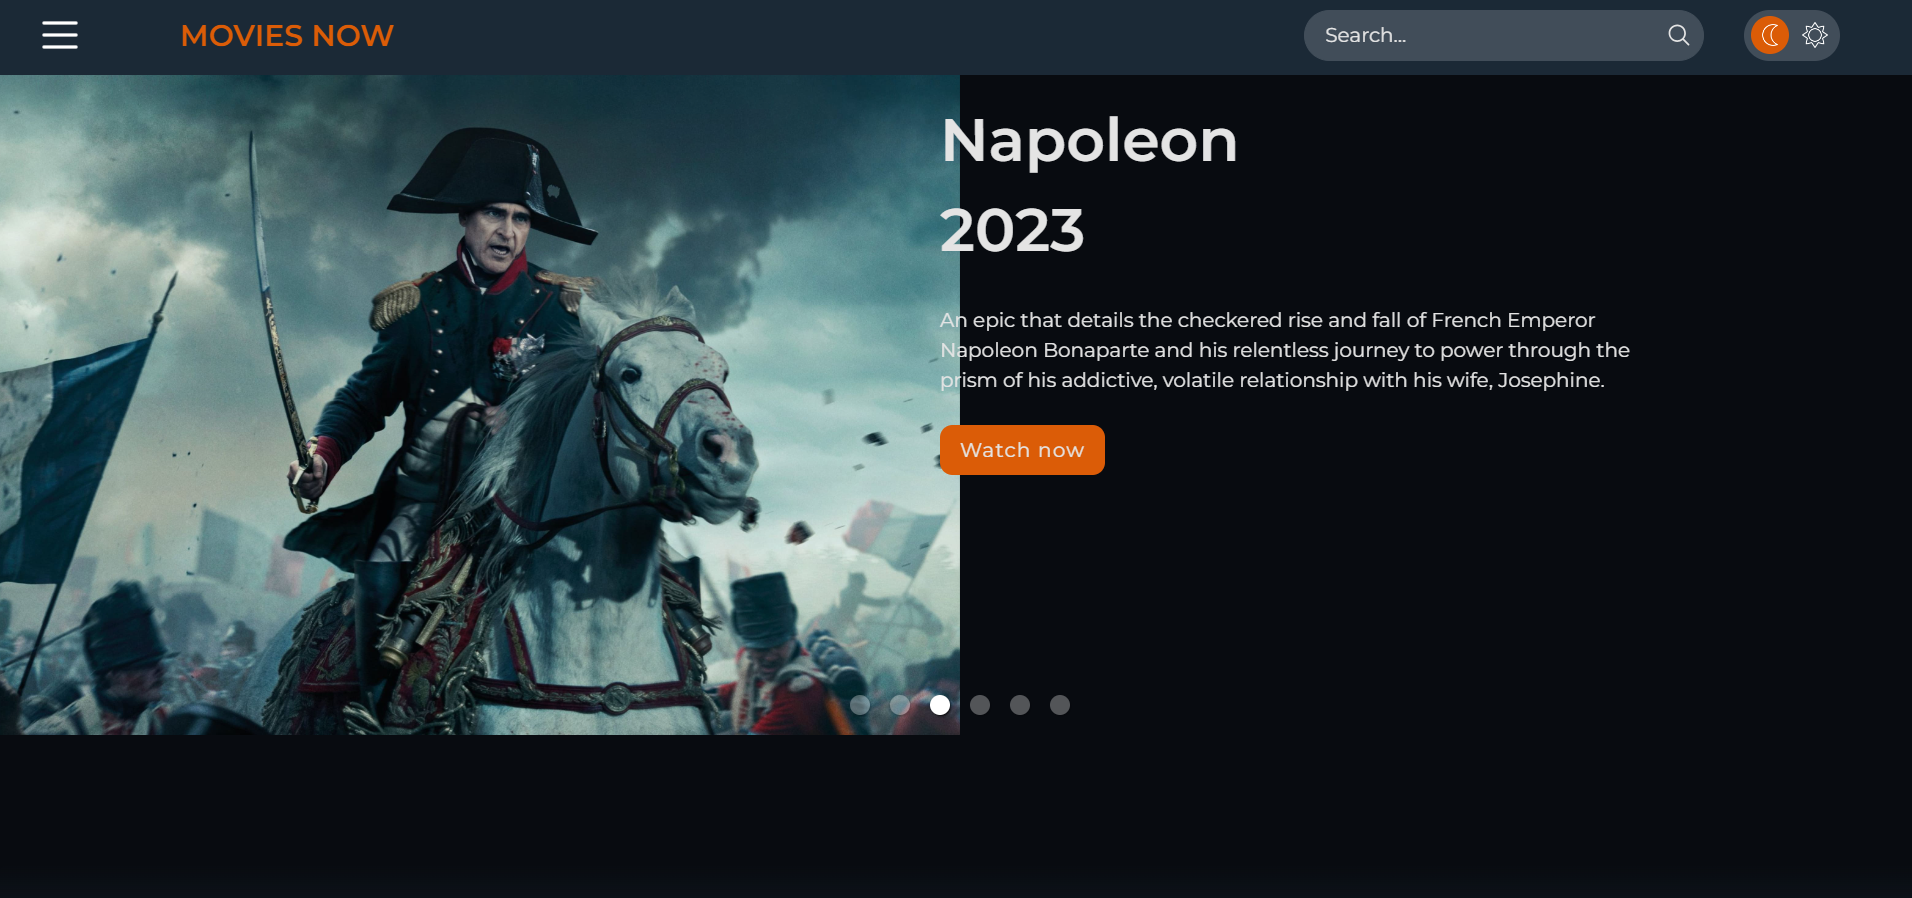 MOVIES NOW
Search...
Napoleon
2023
An epic that details the checkered rise and fall of French Emperor
Napoleon Bonaparte and his relentless journey to power through the
prism of his addictive, volatile relationship with his wife, Josephine.
Watch now